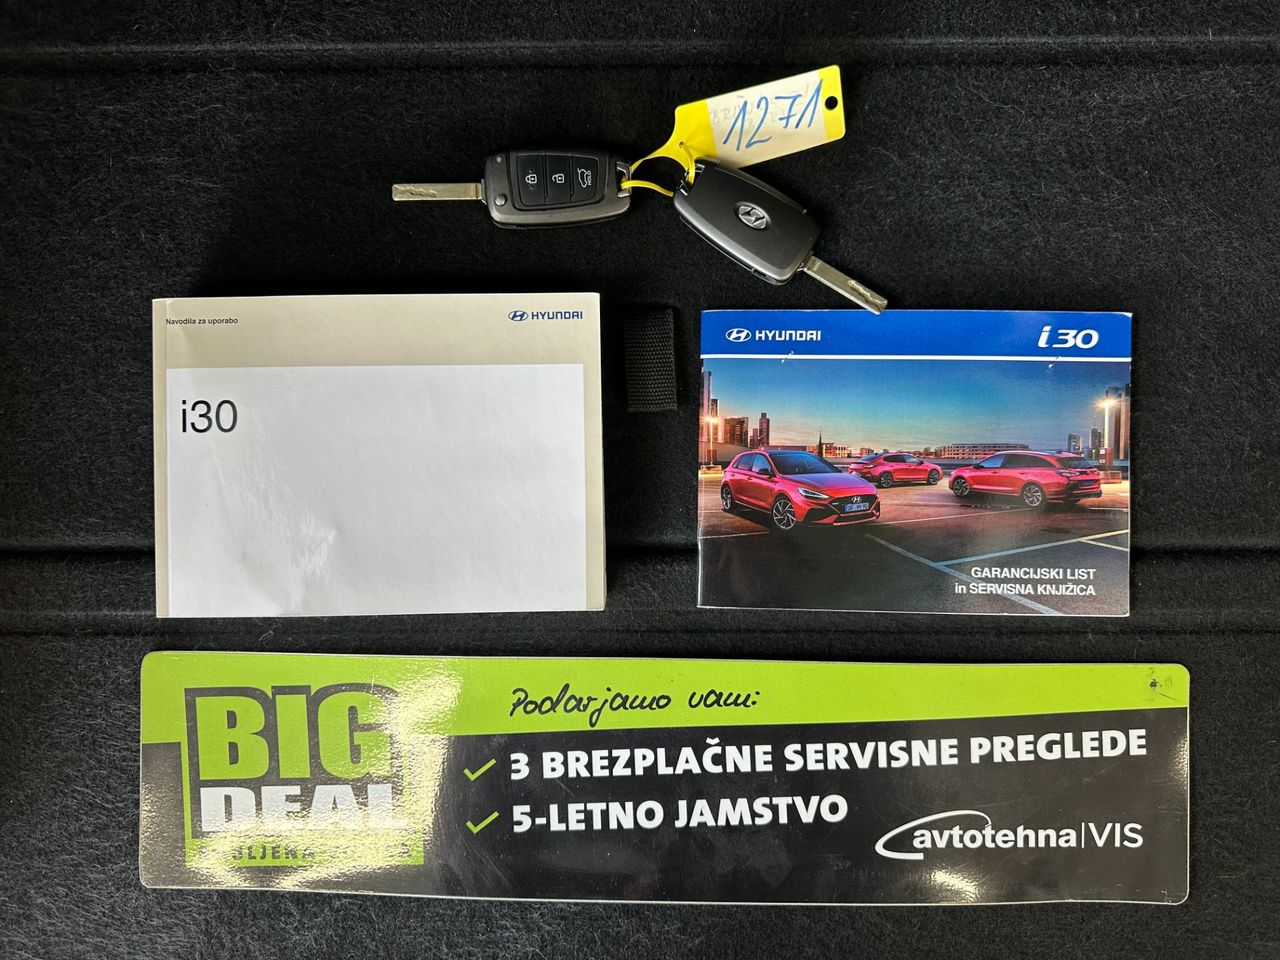 1271
HOLD
Navodila za uporabo
HYUNDAI
i30
HYUNDAI
i30
GARANCIJSKI LIST
in SERVISNA KNJIŽICA
BIG
DEAL
Podarjamo vam:
3 BREZPLAČNE SERVISNE PREGLEDE
5-LETNO JAMSTVO
avtotehna|VIS